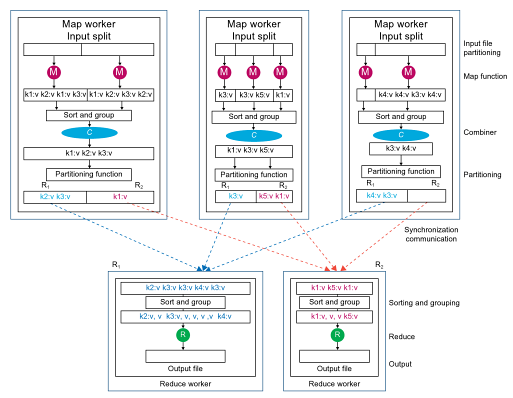 Map worker
Input split
Map worker
Input split
Map worker
Input split
Input file
partitioning
M M
M M M
M M
Map function
k1:v k2:v k1:v k3:v k1:v k2:v k3:v k2:v
k3:v k3:v k5:v k1:v
k4:v k4:v k3:v k4:v
Sort and group
Sort and group
Sort and group
C
C
C
Combiner
k1:v k2:v k3:v
k1:v k3:v k5:v
k3:v k4:v
Partitioning function
Partitioning function
Partitioning function
Partitioning
R1 R2
R1 R2
R1 R2
k2:v k3:v k1:v
k3:v k5:v k1:v
k4:v k3:v
Synchronization
communication
R1
R2
k2:v k3:v k3:v k4:v k3:v
k1:v k5:v k1:v
Sort and group
Sort and group
Sorting and grouping
k2:v, v k3:v, v, v, v ,v k4:v
k1:v, v, v k5:v
R
R
Reduce
Output
Output file
Output file
Reduce worker
Reduce worker